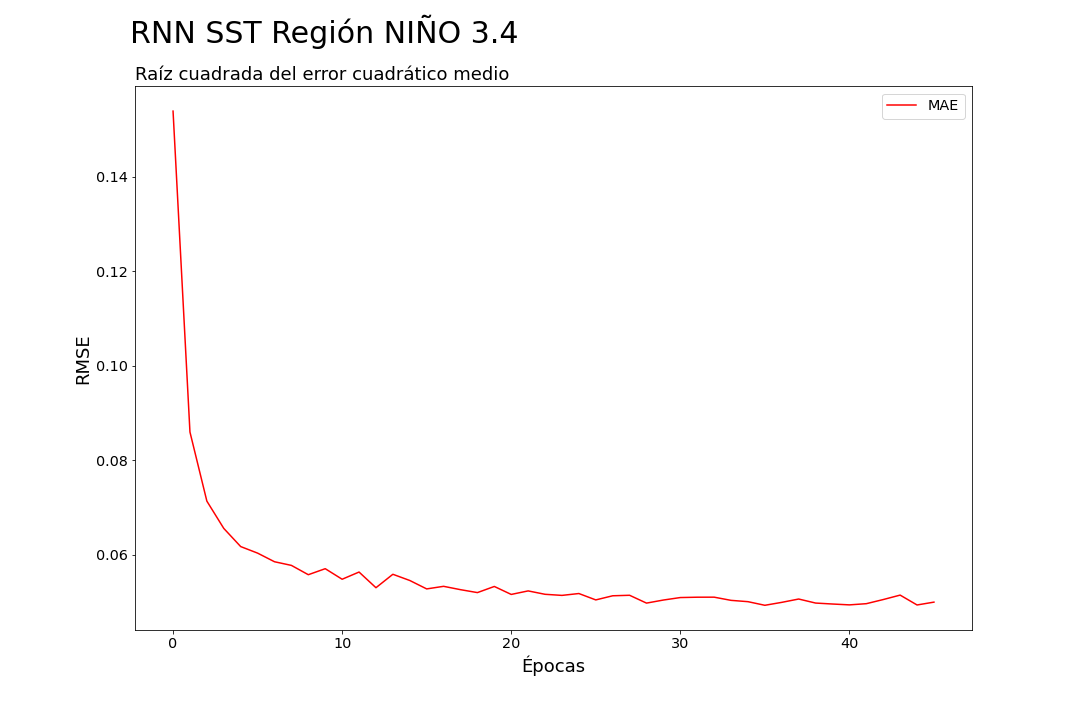 RNN SST Región NIÑO 3.4
Raíz cuadrada del error cuadrático medio
MAE
0.14
0.12
0.10
0.08
0.06
RMSE
0 10 20 30 40
Épocas